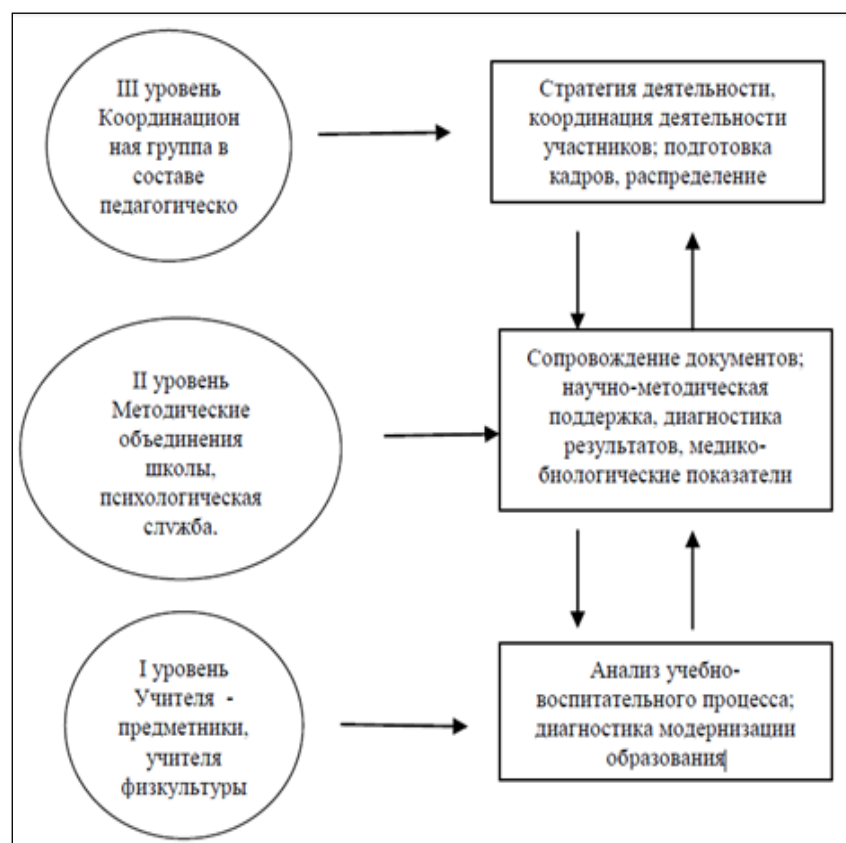 III уровень
Координацион
ная группа в
составе
педагогическо
Стратегия деятельности,
координация деятельности
участников; подготовка
кадров, распределение
II уровень
Методические
объединения
школы,
психологическая
служба.
Сопровождение документов;
научно-методическая
поддержка, диагностика
результатов, медико-
биологические показатели
I уровень
Учителя -
предметники,
учителя
физкультуры
Анализ учебно-
воспитательного процесса;
диагностика модернизации
образования